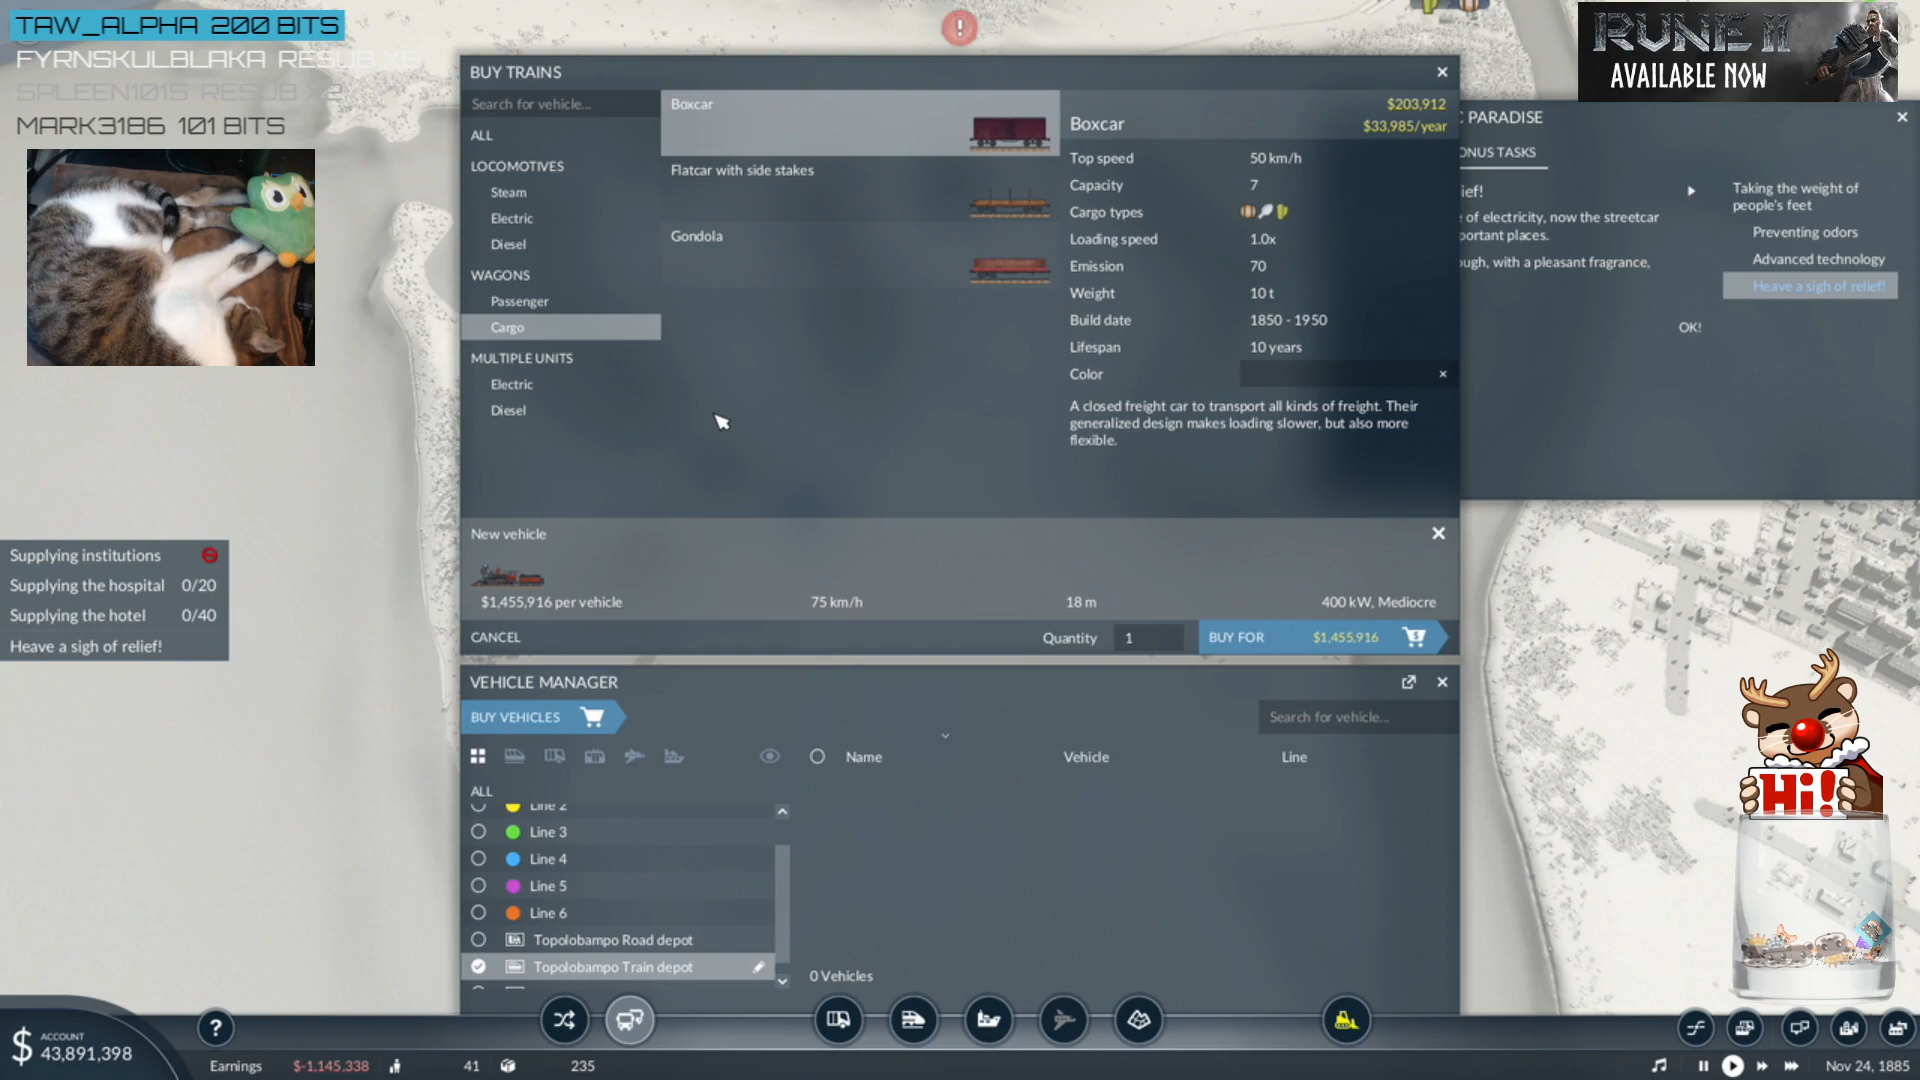 TAW_ALPHA 200 BITS
FYRNSKULBLAKA RESUB X6
SPLEEN1015 RESUB X2
MARK3186 101 BITS
RUNE II
AVAILABLE NOW
BUY TRAINS
Search for vehicle...
ALL
LOCOMOTIVES
Steam
Electric
Diesel
WAGONS
Passenger
Cargo
MULTIPLE UNITS
Electric
Diesel
Boxcar
Flatcar with side stakes
Gondola
$203,912
Boxcar
$33,985/year
Top speed 50 km/h
Capacity 7
Cargo types
Loading speed 1.0x
Emission 70
Weight 10 t
Build date 1850 - 1950
Lifespan 10 years
Color
A closed freight car to transport all kinds of freight. Their
generalized design makes loading slower, but also more
flexible.
PARADISE
ONUS TASKS
ief!
e of electricity, now the streetcar
portant places.
ugh, with a pleasant fragrance,
Taking the weight of
people's feet
Preventing odors
Advanced technology
Heave a sigh of relief!
OK!
Supplying institutions
Supplying the hospital 0/20
Supplying the hotel 0/40
Heave a sigh of relief!
New vehicle
$1,455,916 per vehicle 75 km/h 18 m 400 kW, Mediocre
CANCEL Quantity 1 BUY FOR $1,455,916
VEHICLE MANAGER
BUY VEHICLES
Search for vehicle...
Name Vehicle Line
ALL
Line 2
Line 3
Line 4
Line 5
Line 6
Topolobampo Road depot
Topolobampo Train depot
0 Vehicles
Hi!
?
$ ACCOUNT
43,891,398
Earnings $-1,145,338 41 235
Nov 24, 1885